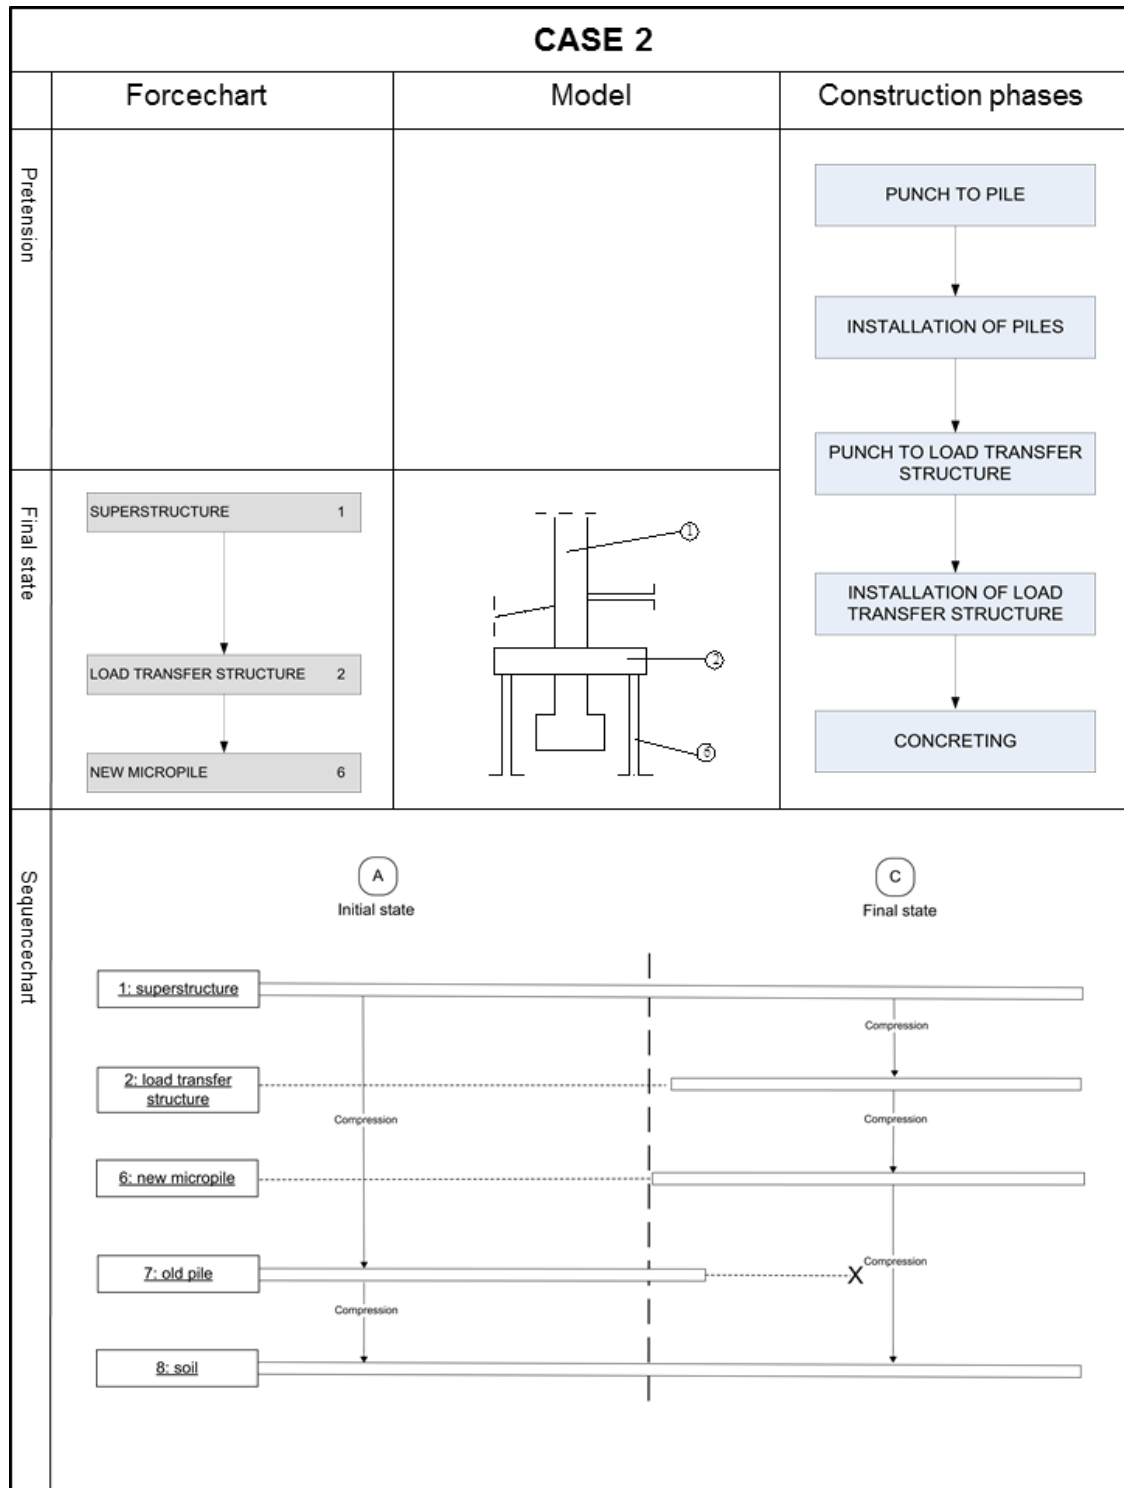 CASE 2
Forcechart
Model
Construction phases
Pretension
PUNCH TO PILE
INSTALLATION OF PILES
PUNCH TO LOAD TRANSFER
STRUCTURE
INSTALLATION OF LOAD
TRANSFER STRUCTURE
CONCRETING
Final state
SUPERSTRUCTURE 1
LOAD TRANSFER STRUCTURE 2
NEW MICROPILE 6
1
2
6
Sequencechart
A
Initial state
C
Final state
1: superstructure
Compression
2: load transfer
structure
Compression
Compression
6: new micropile
7: old pile
X
Compression
Compression
8: soil